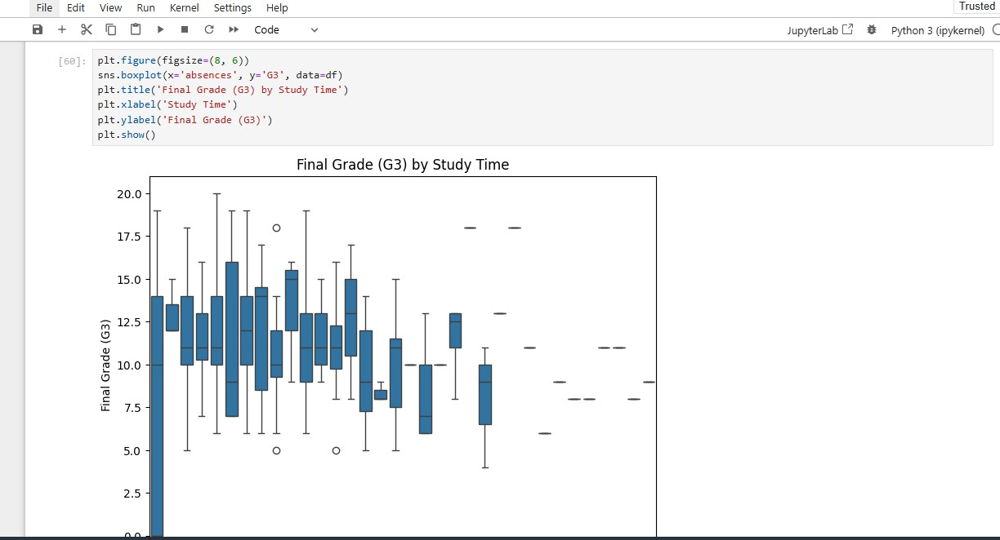 File Edit View Run Kernel Settings Help
Trusted
Code
JupyterLab
Python 3 (ipykernel)
[60]:
plt.figure(figsize=(8, 6))
sns.boxplot(x='absences', y='G3', data=df)
plt.title('Final Grade (G3) by Study Time')
plt.xlabel('Study Time')
plt.ylabel('Final Grade (G3)')
plt.show()
Final Grade (G3) by Study Time
20.0
17.5
15.0
12.5
10.0
7.5
5.0
2.5
0.0
Final Grade (G3)